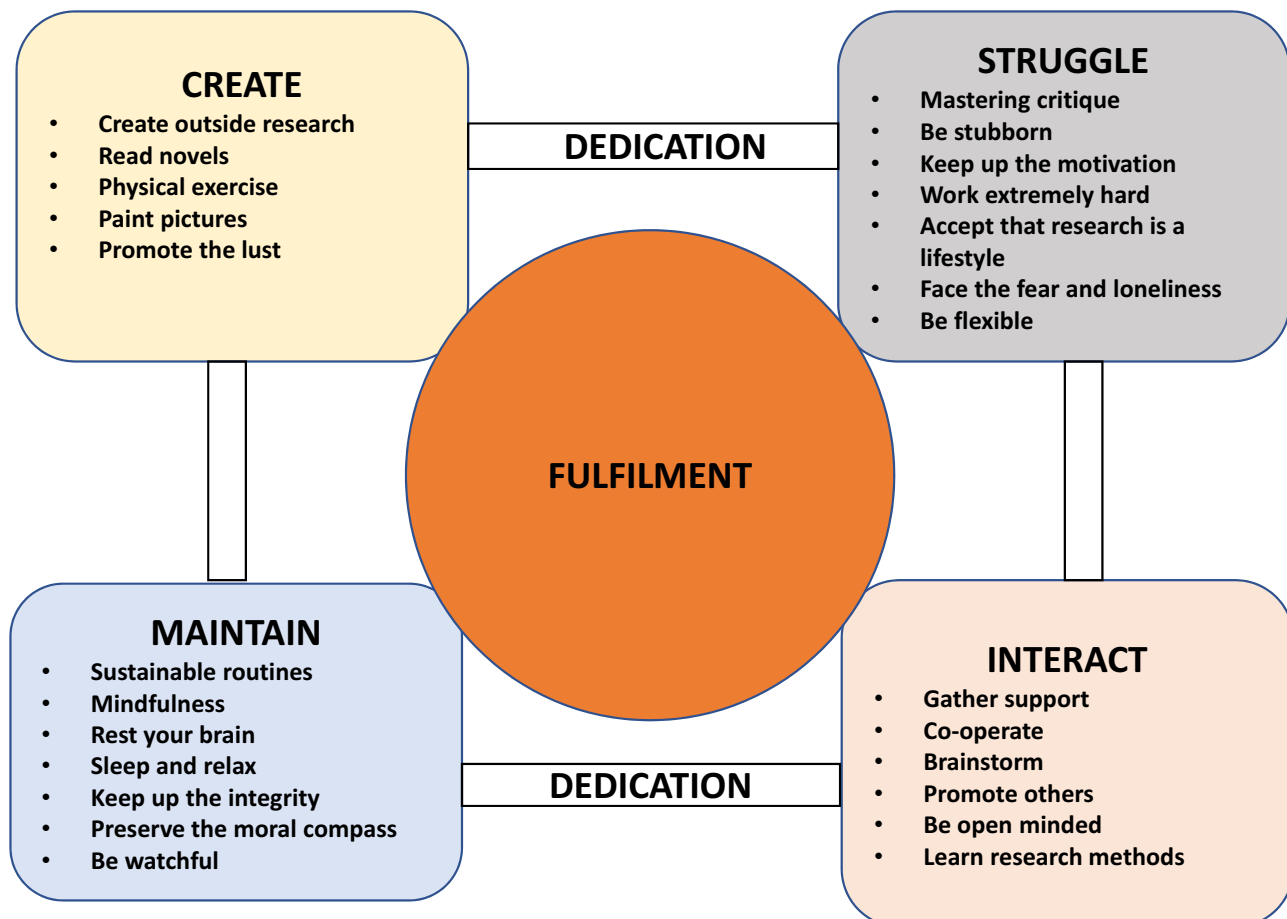 CREATE
• Create outside research
• Read novels
• Physical exercise
• Paint pictures
• Promote the lust
DEDICATION
STRUGGLE
• Mastering critique
• Be stubborn
• Keep up the motivation
• Work extremely hard
• Accept that research is a
lifestyle
• Face the fear and loneliness
• Be flexible
FULFILMENT
MAINTAIN
• Sustainable routines
• Mindfulness
• Rest your brain
• Sleep and relax
• Keep up the integrity
• Preserve the moral compass
• Be watchful
DEDICATION
INTERACT
• Gather support
• Co-operate
• Brainstorm
• Promote others
• Be open minded
• Learn research methods